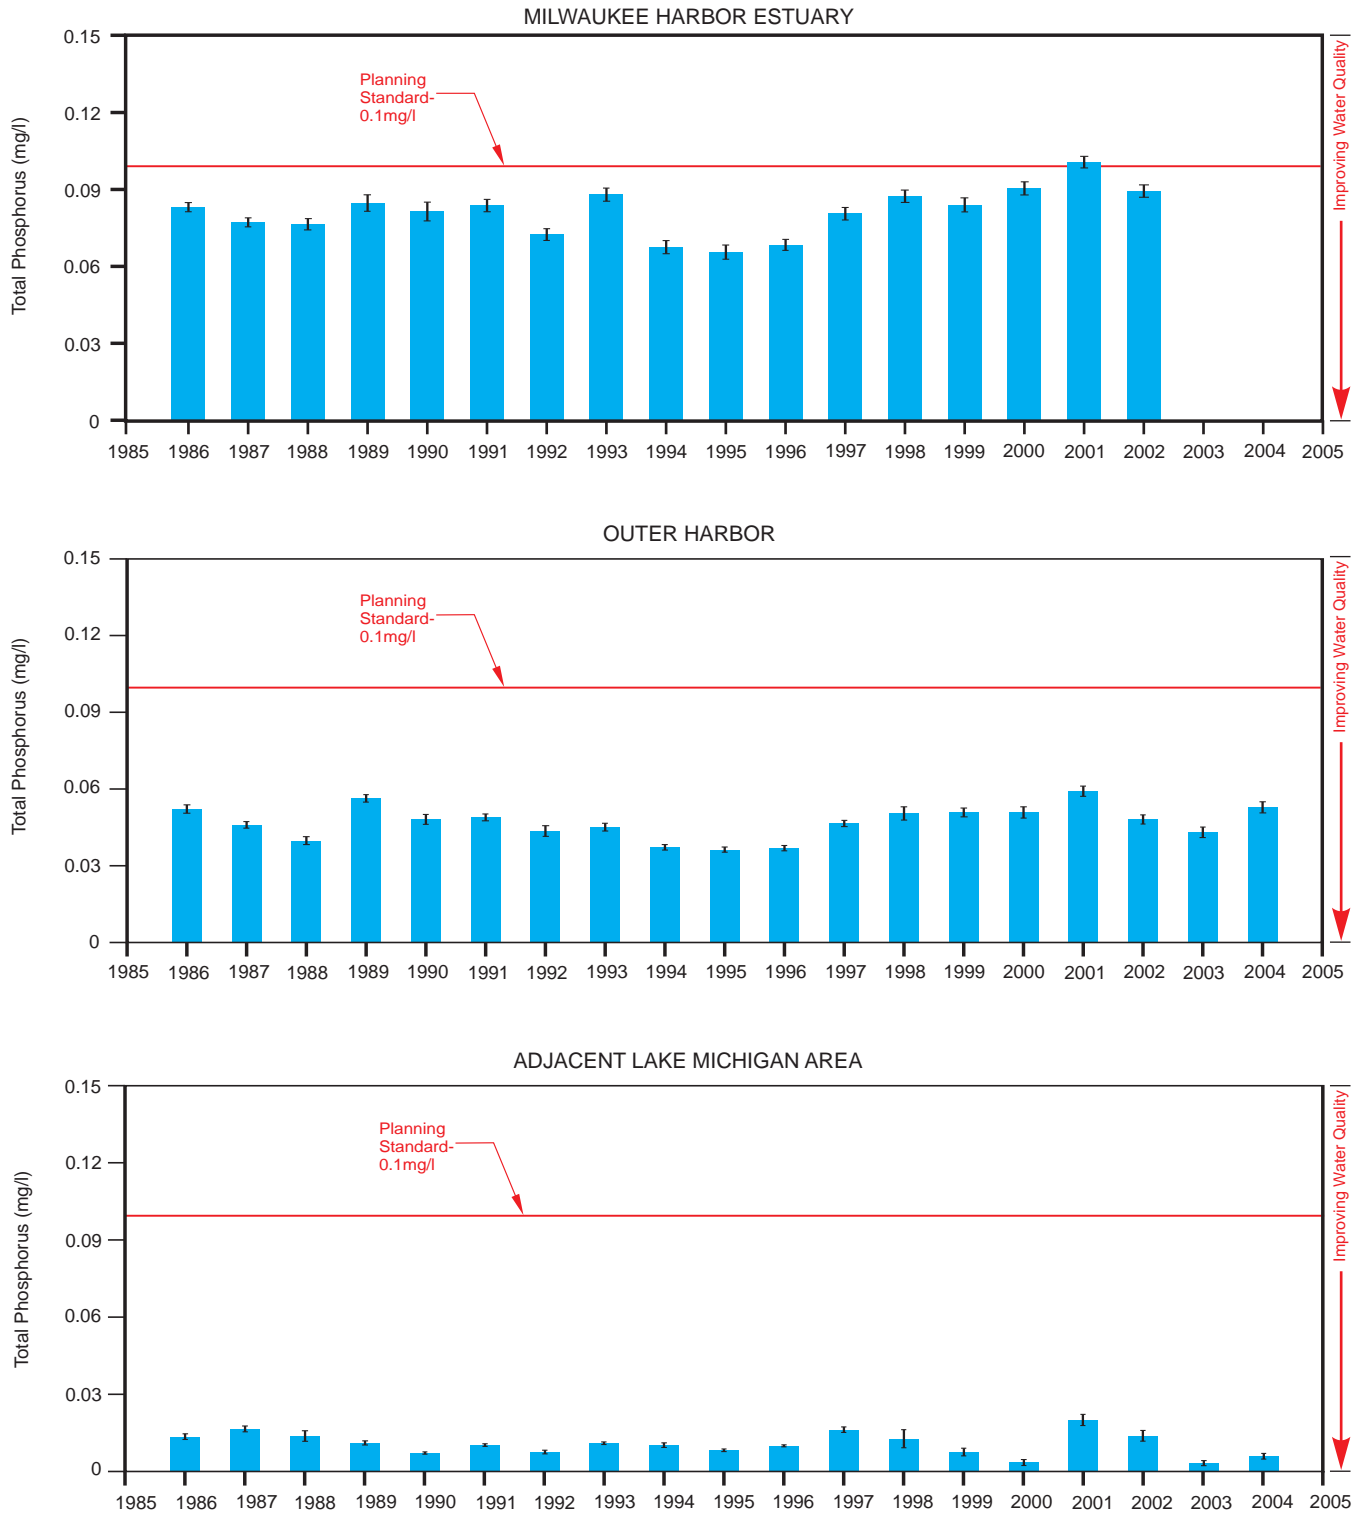 MILWAUKEE HARBOR ESTUARY
0.15
0.12
0.09
0.06
0.03
0
Total Phosphorus (mg/l)
Planning
Standard-
0.1mg/l
Improving Water Quality
1985 1986 1987 1988 1989 1990 1991 1992 1993 1994 1995 1996 1997 1998 1999 2000 2001 2002 2003 2004 2005
OUTER HARBOR
0.15
0.12
0.09
0.06
0.03
0
Total Phosphorus (mg/l)
Planning
Standard-
0.1mg/l
Improving Water Quality
1985 1986 1987 1988 1989 1990 1991 1992 1993 1994 1995 1996 1997 1998 1999 2000 2001 2002 2003 2004 2005
ADJACENT LAKE MICHIGAN AREA
0.15
0.12
0.09
0.06
0.03
0
Total Phosphorus (mg/l)
Planning
Standard-
0.1mg/l
Improving Water Quality
1985 1986 1987 1988 1989 1990 1991 1992 1993 1994 1995 1996 1997 1998 1999 2000 2001 2002 2003 2004 2005